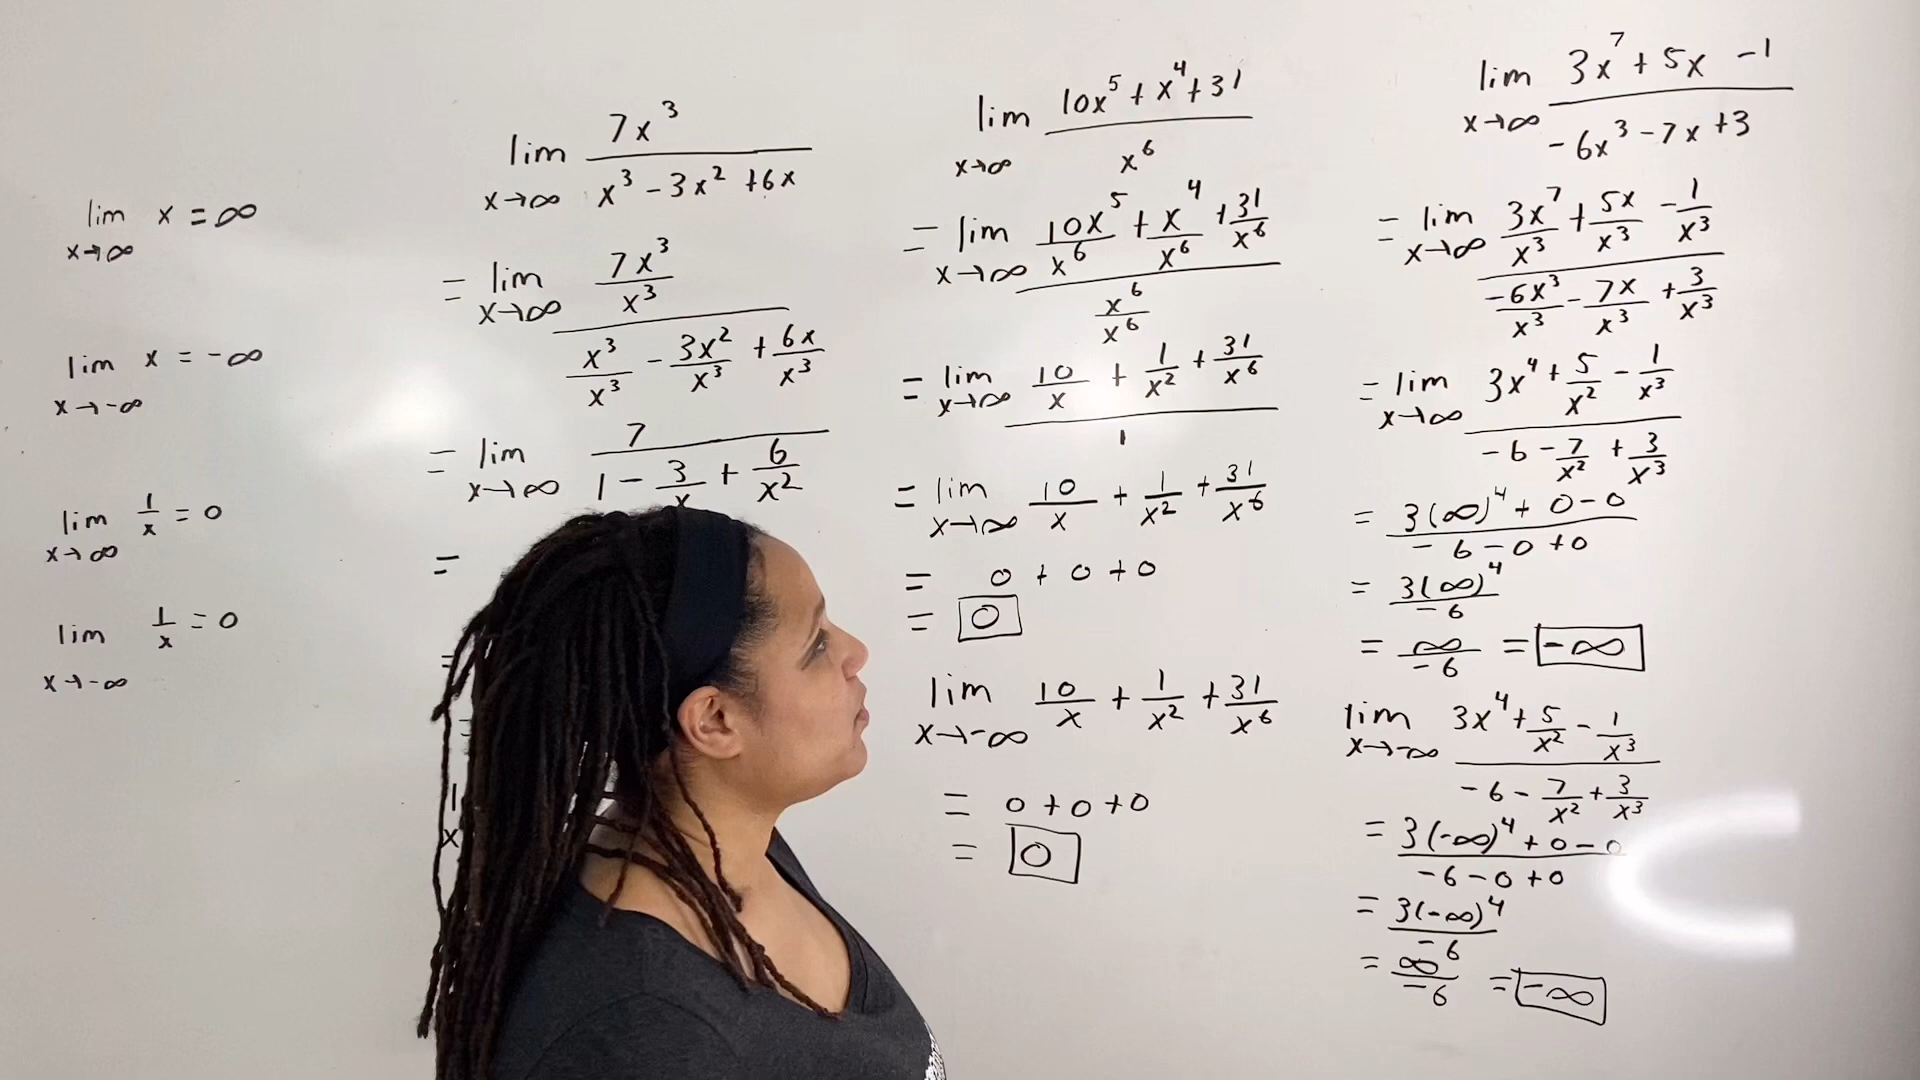 lim x = ∞
x→∞
lim x = -∞
x→-∞
lim 1/x = 0
x→∞
lim 1/x = 0
x→-∞
lim 7x³
x→∞ x³ - 3x² + 6x
= lim 7x³/x³
x→∞ x³/x³ - 3x²/x³ + 6x/x³
= lim 7
x→∞ 1 - 3/x + 6/x²
=
=
lim 10x⁵ + x⁴ + 31
x→∞ x⁶
= lim 10x⁵/x⁶ + x⁴/x⁶ + 31/x⁶
x→∞ x⁶/x⁶
= lim 10/x + 1/x² + 31/x⁶
x→∞ 1
= lim 10/x + 1/x² + 31/x⁶
x→∞
= 0 + 0 + 0
= 0
lim 10/x + 1/x² + 31/x⁶
x→-∞
= 0 + 0 + 0
= 0
lim 3x⁷ + 5x - 1
x→∞ -6x³ - 7x + 3
= lim 3x⁷/x³ + 5x/x³ - 1/x³
x→∞ -6x³/x³ - 7x/x³ + 3/x³
= lim 3x⁴ + 5/x² - 1/x³
x→∞ -6 - 7/x² + 3/x³
= 3(∞)⁴ + 0 - 0
-6 - 0 + 0
= 3(∞)⁴
-6
= ∞/-6 = -∞
lim 3x⁴ + 5/x² - 1/x³
x→-∞ -6 - 7/x² + 3/x³
= 3(-∞)⁴ + 0 - 0
-6 - 0 + 0
= 3(-∞)⁴
-6
= ∞/-6 = -∞